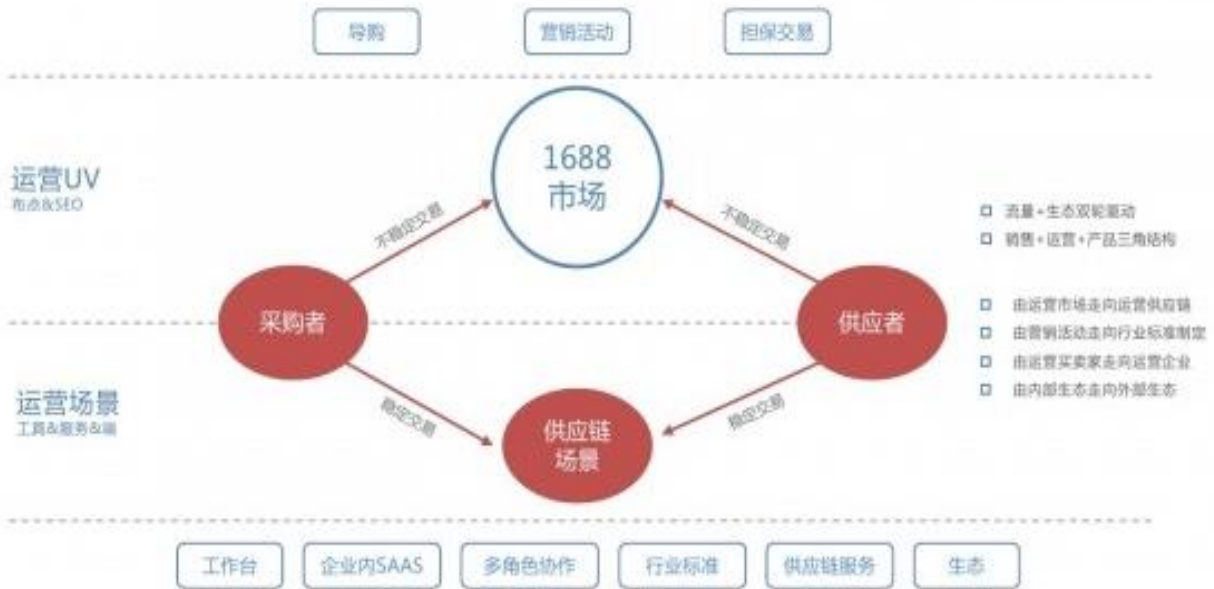 导购
营销活动
担保交易
1688
市场
运营UV
布点&SEO
不稳定交易
不稳定交易
采购者
供应者
流量+生态双轮驱动
销售+运营+产品三角结构
由运营市场走向运营供应链
由营销活动走向行业标准制定
由运营买卖家走向运营企业
由内部生态走向外部生态
运营场景
工具&服务&端
稳定交易
稳定交易
供应链
场景
工作台
企业内SAAS
多角色协作
行业标准
供应链服务
生态